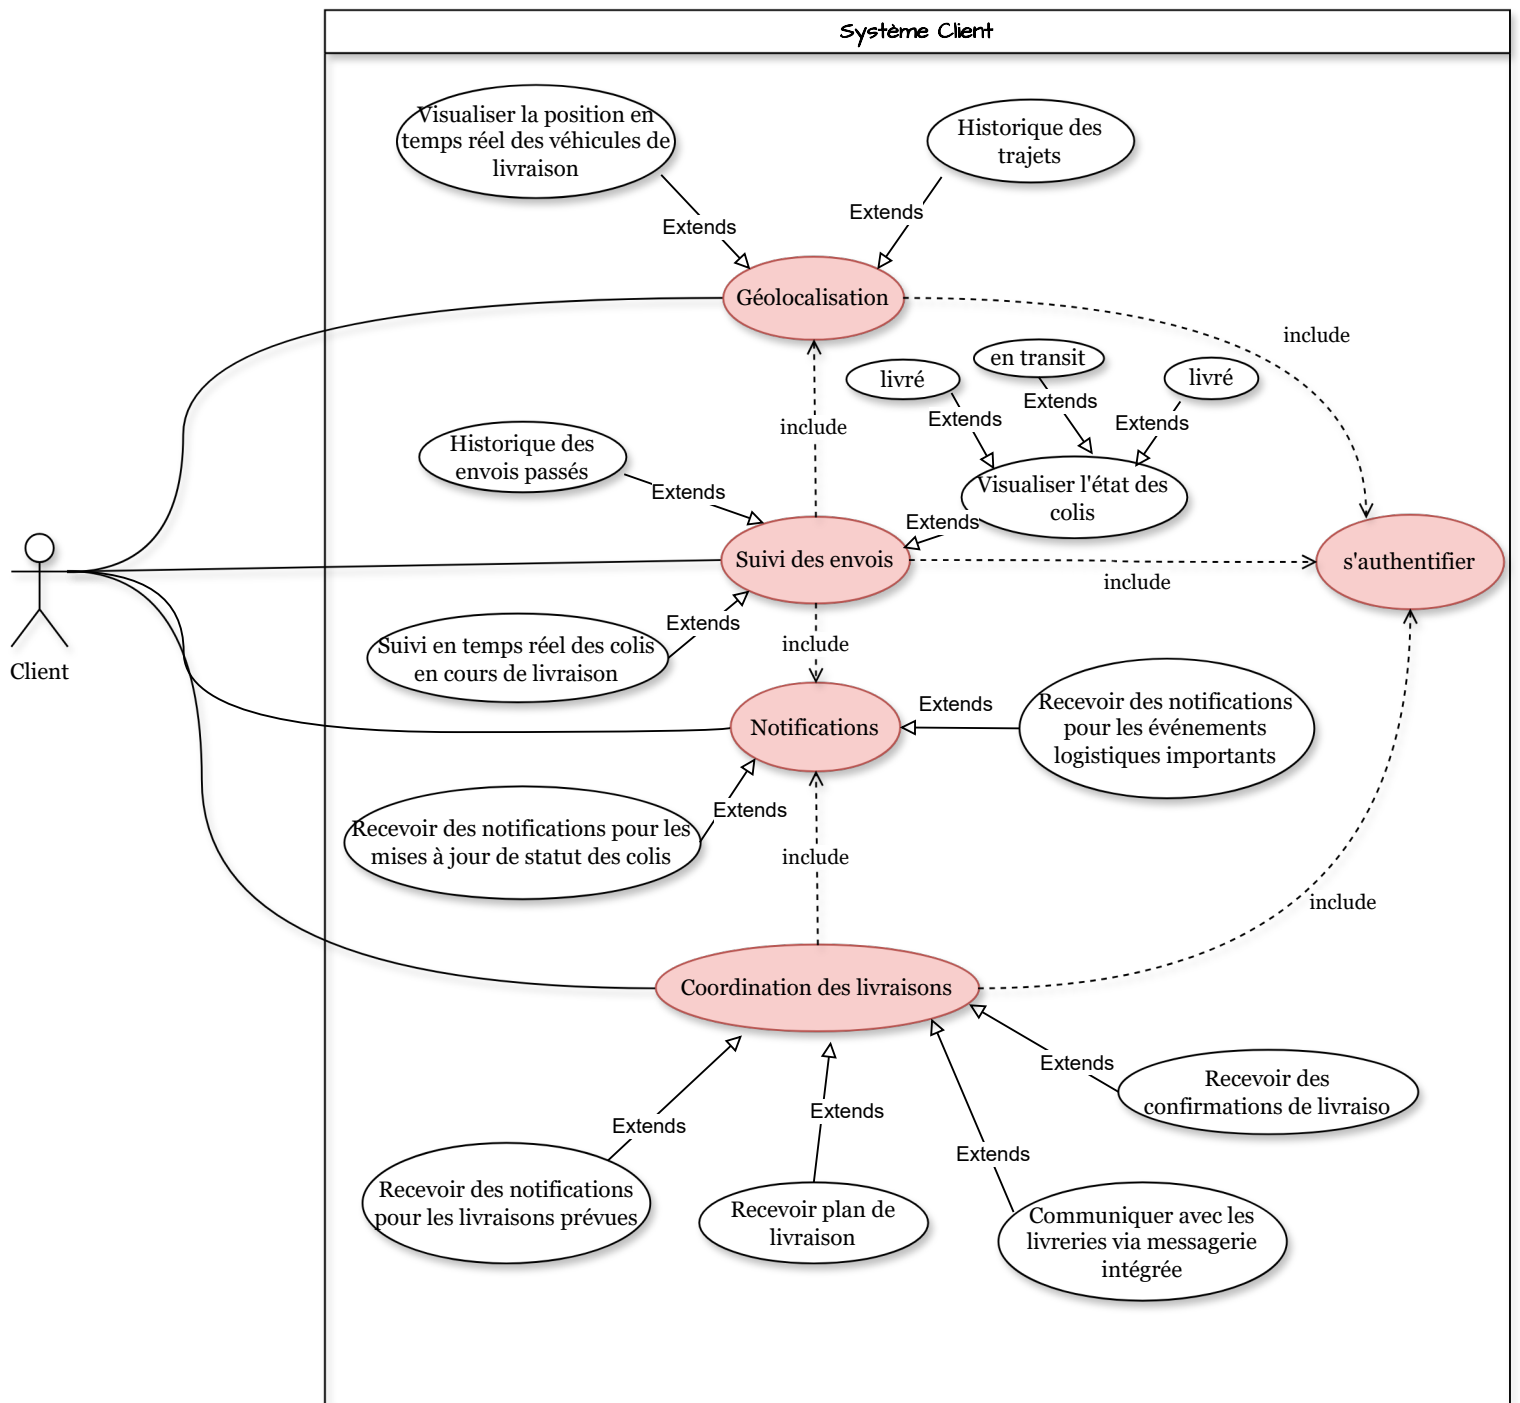 Système Client
Visualiser la position en
temps réel des véhicules de
livraison
Historique des
trajets
Extends
Extends
Géolocalisation
include
livré
en transit
livré
Extends
Extends
Extends
include
Historique des
envois passés
Visualiser l'état des
colis
Extends
Extends
Suivi des envois
include
s'authentifier
Client
Extends
Suivi en temps réel des colis
en cours de livraison
include
Notifications
Extends
Recevoir des notifications
pour les événements
logistiques importants
Extends
Recevoir des notifications pour les
mises à jour de statut des colis
include
include
Coordination des livraisons
Extends
Extends
Extends
Extends
Recevoir des
confirmations de livraiso
Recevoir des notifications
pour les livraisons prévues
Recevoir plan de
livraison
Communiquer avec les
livreries via messagerie
intégrée